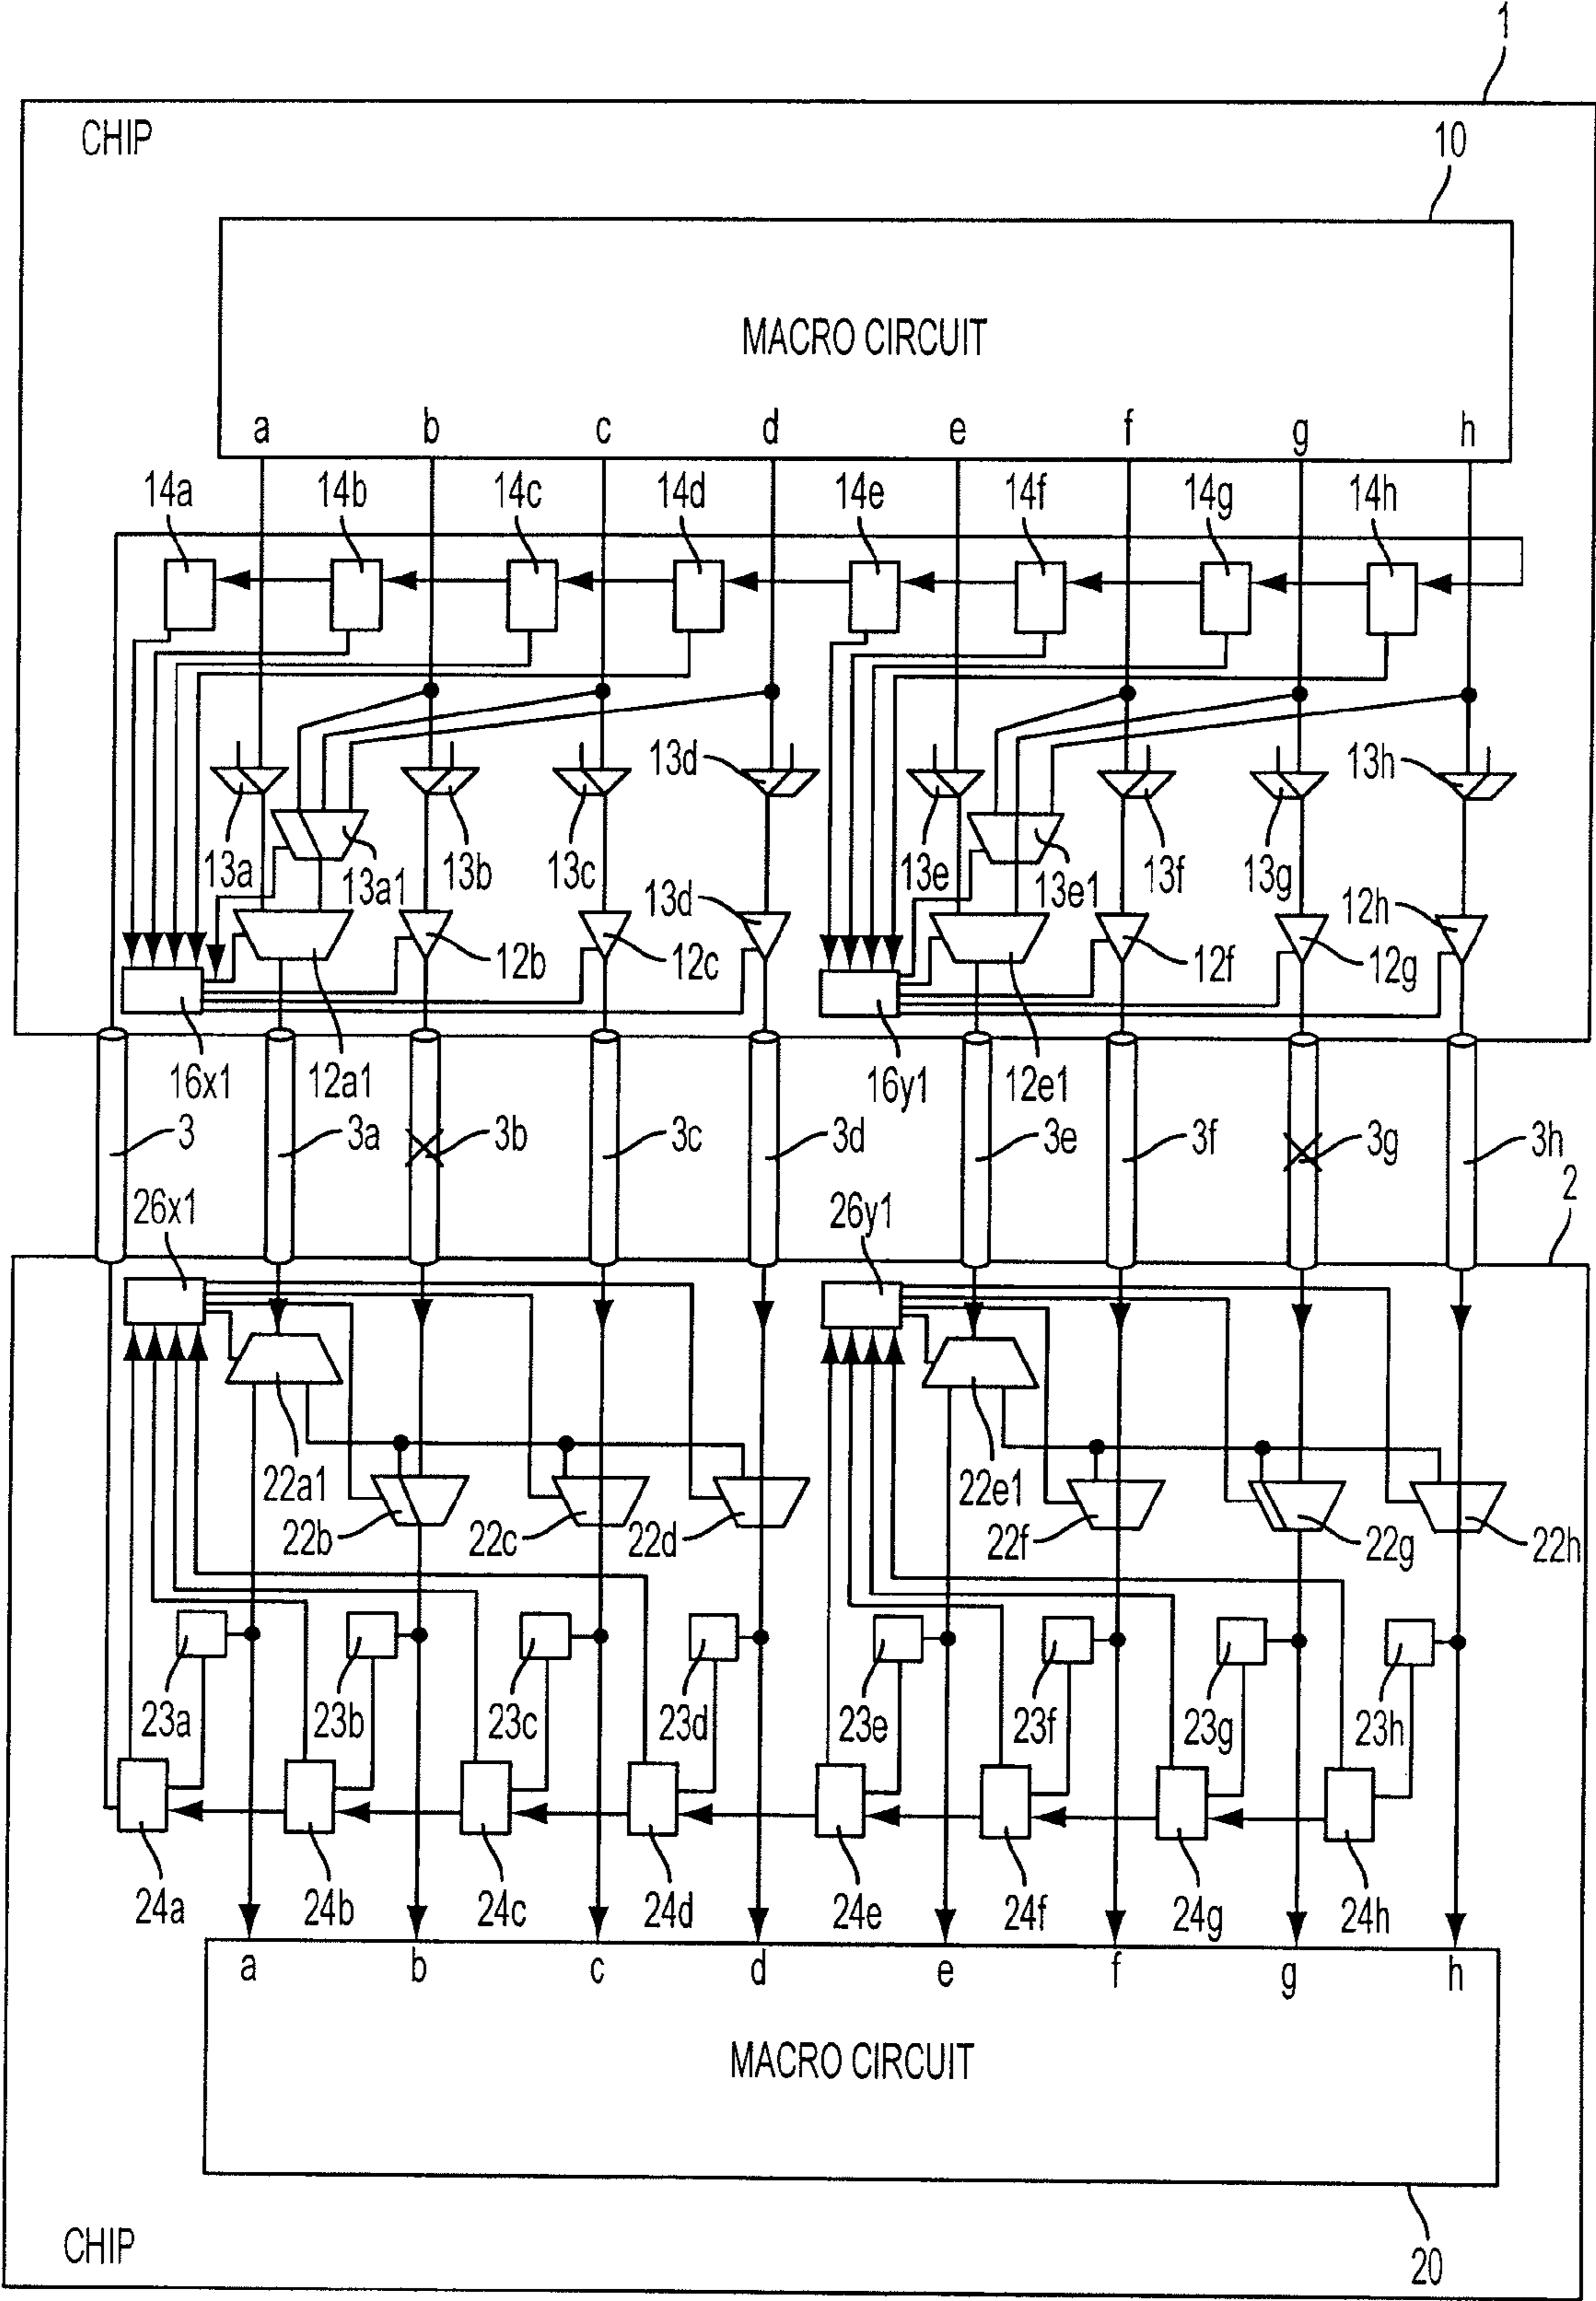 1
CHIP
10
MACRO CIRCUIT
a b c d e f g h
14a 14b 14c 14d 14e 14f 14g 14h
13d 13h
13a 13a1 13b 13c 13e 13e1 13f 13g
13d 12h
12b 12c 12f 12g
16x1 12a1 16y1 12e1
3 3a 3b 3c 3d 3e 3f 3g 3h
2
26x1 26y1
22a1 22e1
22b 22c 22d 22f 22g 22h
23a 23b 23c 23d 23e 23f 23g 23h
24a 24b 24c 24d 24e 24f 24g 24h
a b c d e f g h
MACRO CIRCUIT
CHIP
20